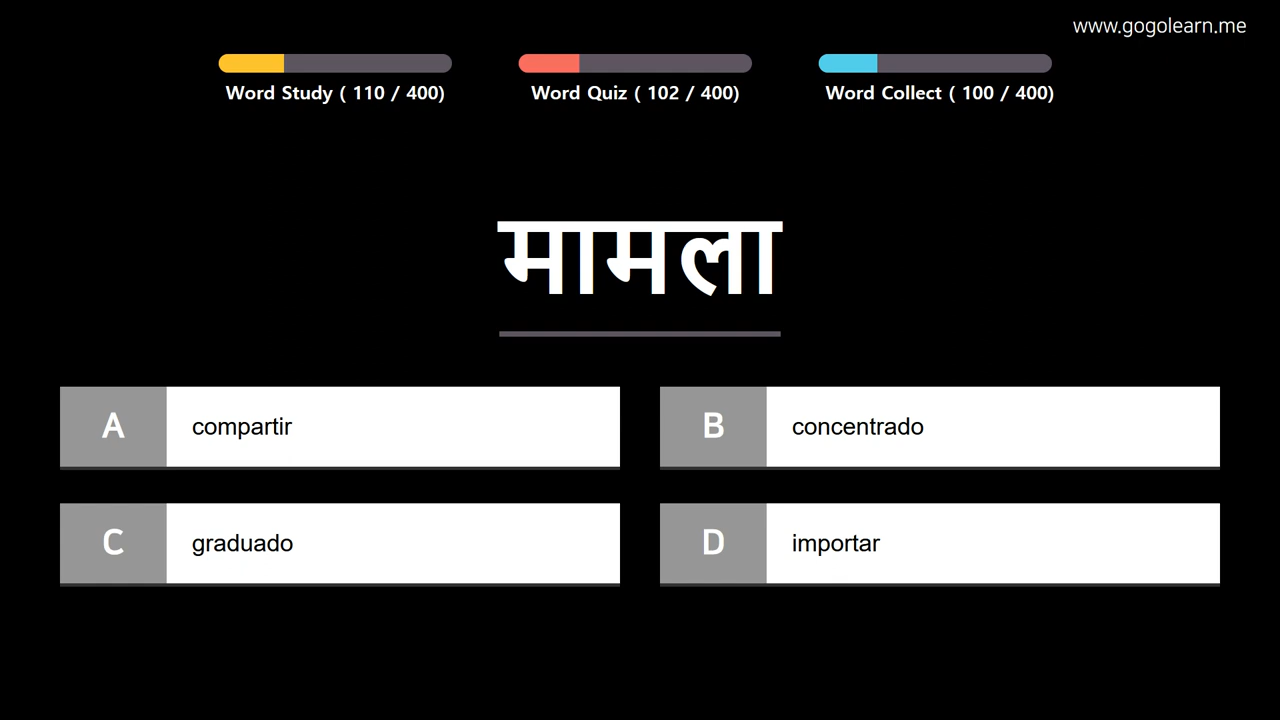 www.gogolearn.me
Word Study ( 110 / 400)
Word Quiz ( 102 / 400)
Word Collect ( 100 / 400)
मामला
A compartir
B concentrado
C graduado
D importar